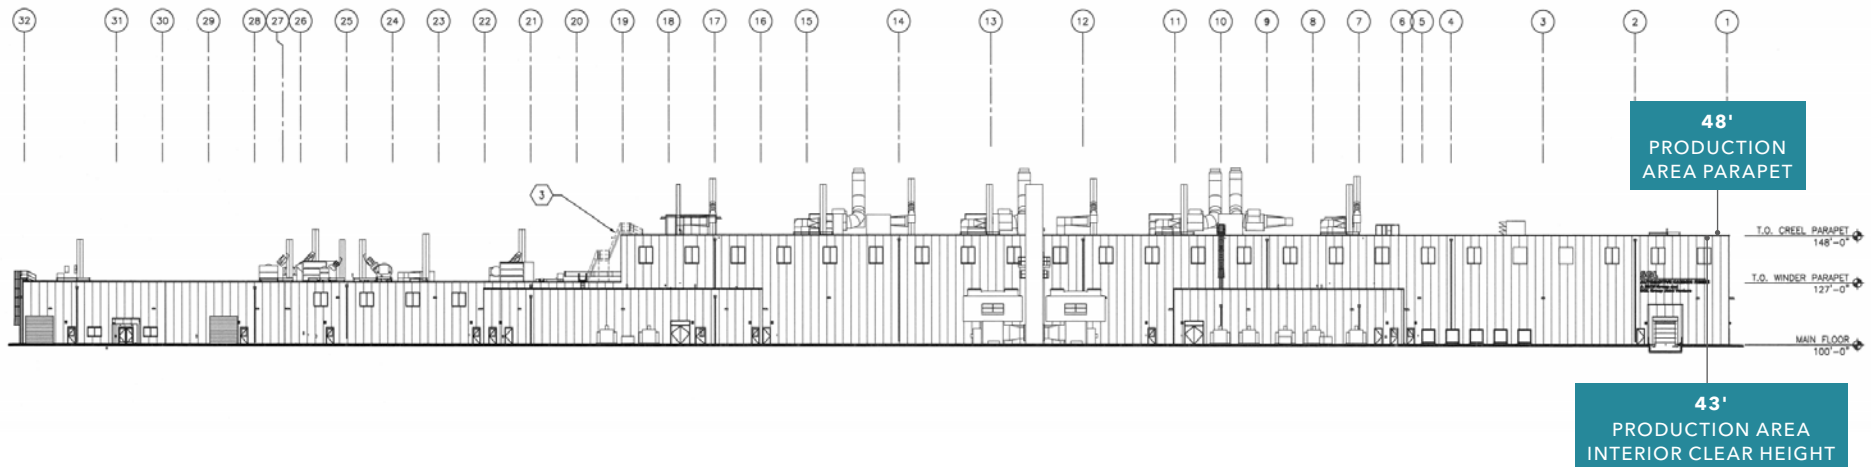 32 31 30 29 28 27 26 25 24 23 22 21 20 19 18 17 16 15 14 13 12 11 10 9 8 7 6 5 4 3 2 1
48'
PRODUCTION
AREA PARAPET
3
T.O. CREEL PARAPET
148'-0"
T.O. WINDER PARAPET
127'-0"
MAIN FLOOR
100'-0"
43'
PRODUCTION AREA
INTERIOR CLEAR HEIGHT